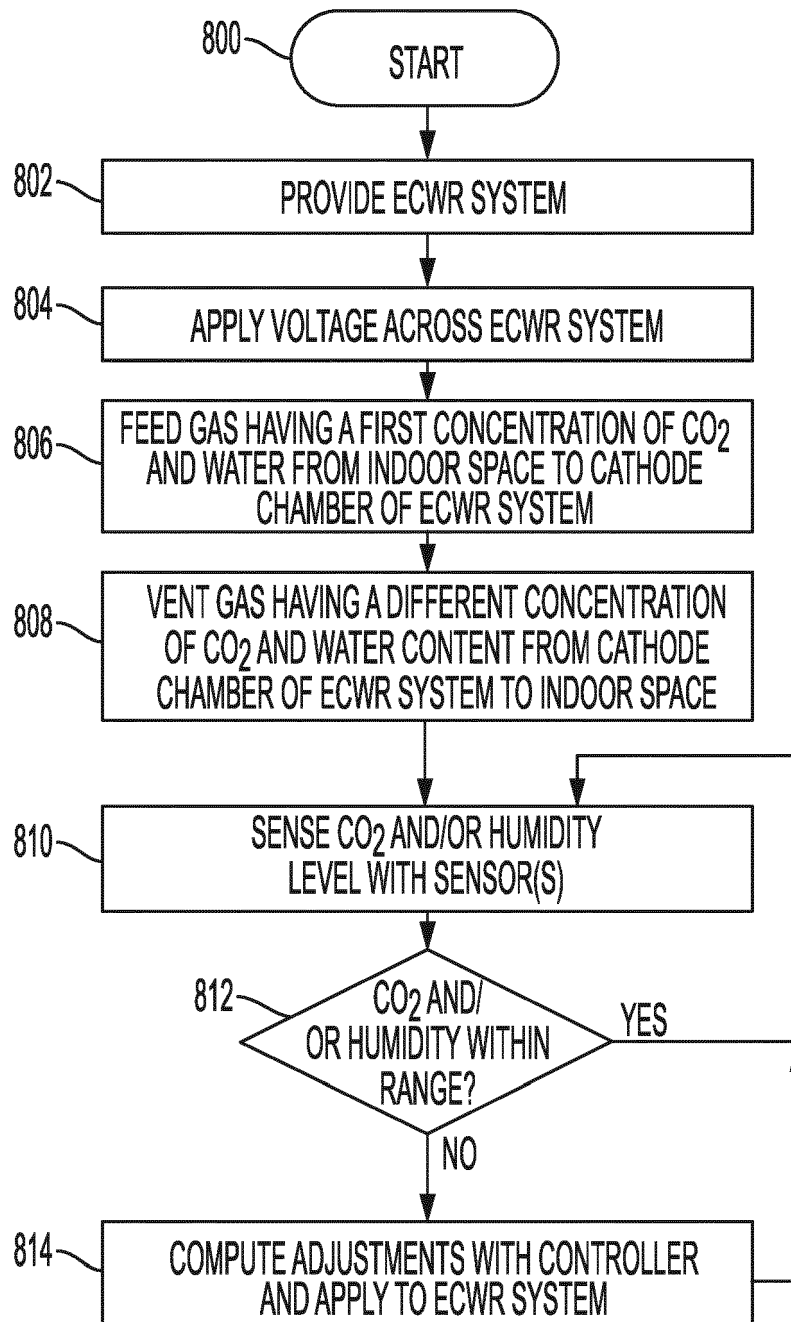 800
START
802
PROVIDE ECWR SYSTEM
804
APPLY VOLTAGE ACROSS ECWR SYSTEM
806
FEED GAS HAVING A FIRST CONCENTRATION OF CO2
AND WATER FROM INDOOR SPACE TO CATHODE
CHAMBER OF ECWR SYSTEM
808
VENT GAS HAVING A DIFFERENT CONCENTRATION
OF CO2 AND WATER CONTENT FROM CATHODE
CHAMBER OF ECWR SYSTEM TO INDOOR SPACE
810
SENSE CO2 AND/OR HUMIDITY
LEVEL WITH SENSOR(S)
812
CO2 AND/
OR HUMIDITY WITHIN
RANGE?
YES
NO
814
COMPUTE ADJUSTMENTS WITH CONTROLLER
AND APPLY TO ECWR SYSTEM